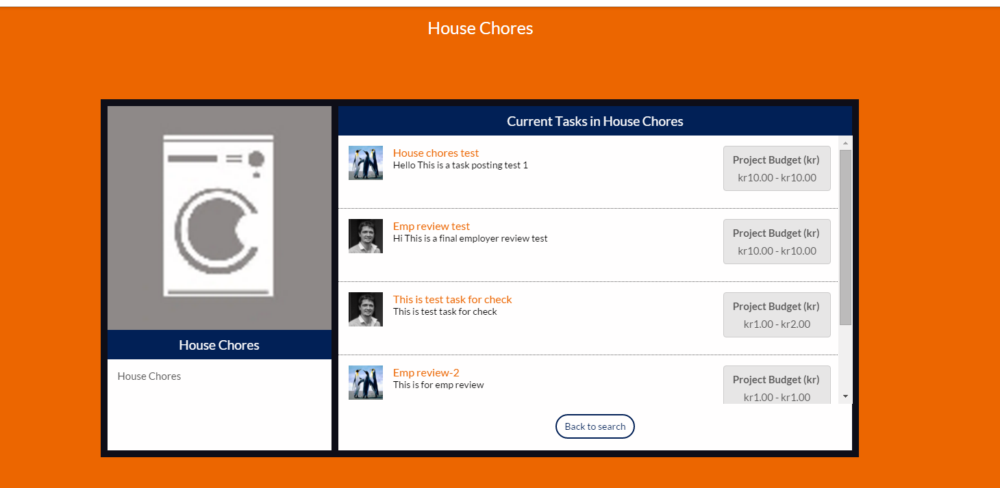 House Chores
House Chores
House Chores
Current Tasks in House Chores
House chores test
Hello This is a task posting test 1
Project Budget (kr)
kr10.00 - kr10.00
Emp review test
Hi This is a final employer review test
Project Budget (kr)
kr10.00 - kr10.00
This is test task for check
This is test task for check
Project Budget (kr)
kr1.00 - kr2.00
Emp review-2
This is for emp review
Project Budget (kr)
kr1.00 - kr1.00
Back to search